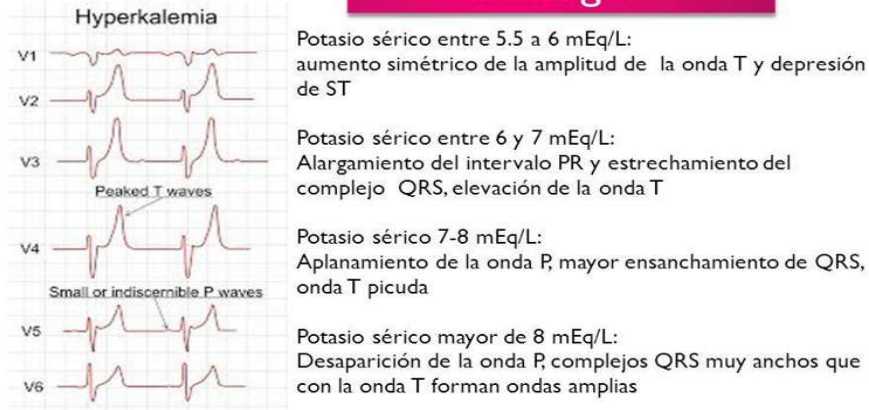 Hyperkalemia
V1
V2
V3
Peaked T waves
V4
Small or indiscernible P waves
V5
V6
Potasio sérico entre 5.5 a 6 mEq/L:
aumento simétrico de la amplitud de la onda T y depresión
de ST
Potasio sérico entre 6 y 7 mEq/L:
Alargamiento del intervalo PR y estrechamiento del
complejo QRS, elevación de la onda T
Potasio sérico 7-8 mEq/L:
Aplanamiento de la onda P, mayor ensanchamiento de QRS,
onda T picuda
Potasio sérico mayor de 8 mEq/L:
Desaparición de la onda P, complejos QRS muy anchos que
con la onda T forman ondas amplias